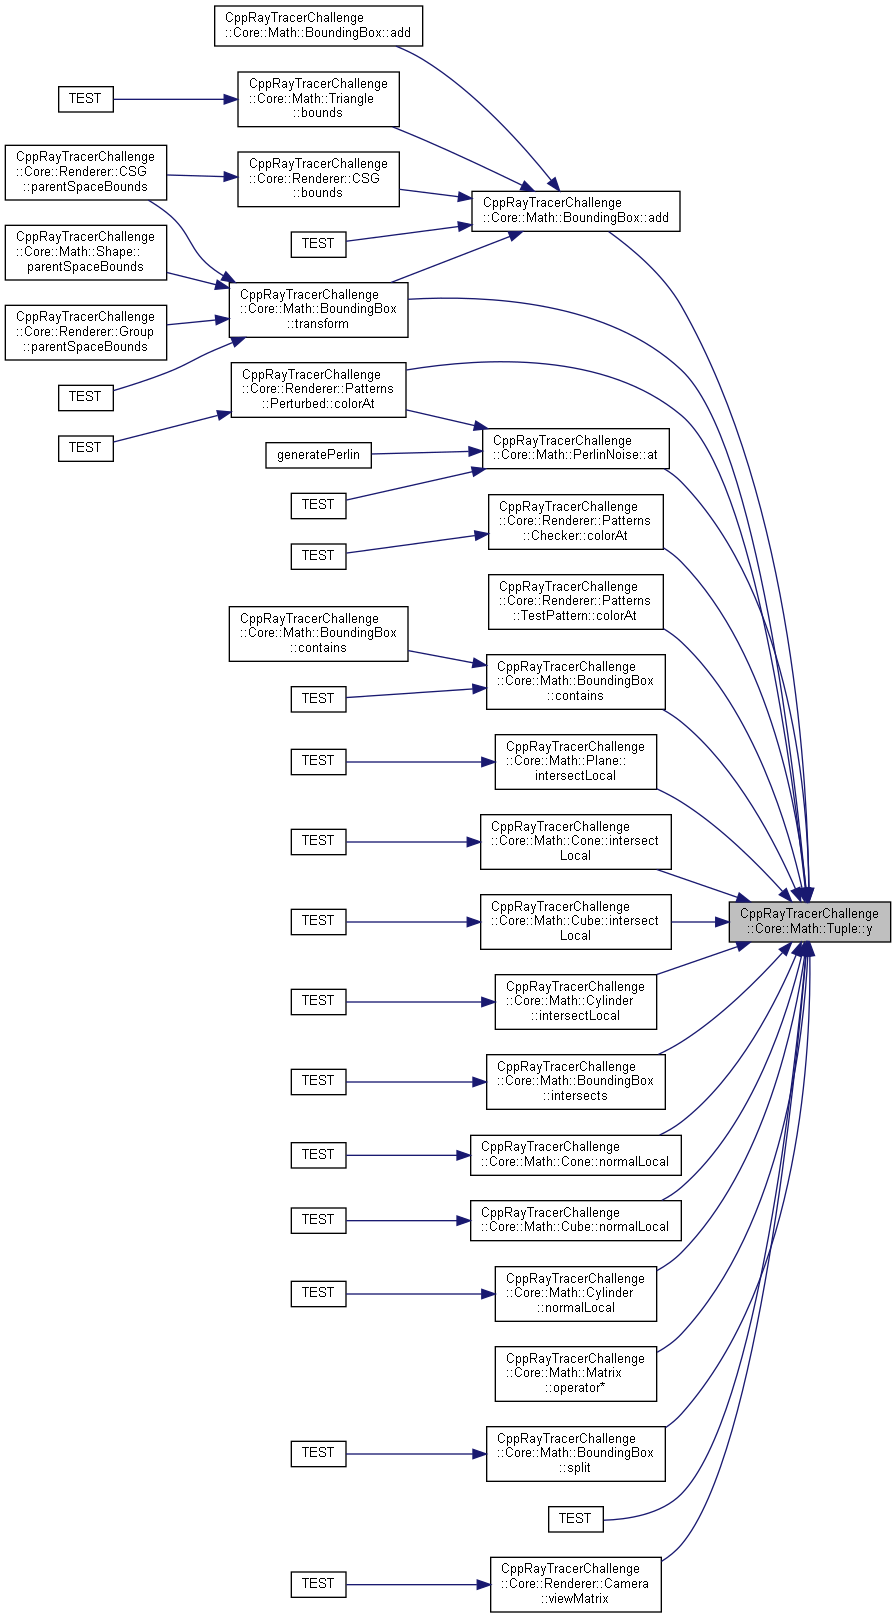 CppRayTracerChallenge
::Core::Math::BoundingBox::add
CppRayTracerChallenge
::Core::Math::Triangle
::bounds
TEST
CppRayTracerChallenge
::Core::Renderer::CSG
::parentSpaceBounds
CppRayTracerChallenge
::Core::Renderer::CSG
::bounds
CppRayTracerChallenge
::Core::Math::BoundingBox::add
TEST
CppRayTracerChallenge
::Core::Math::Shape::
parentSpaceBounds
CppRayTracerChallenge
::Core::Math::BoundingBox
::transform
CppRayTracerChallenge
::Core::Renderer::Group
::parentSpaceBounds
TEST
CppRayTracerChallenge
::Core::Renderer::Patterns
::Perturbed::colorAt
TEST
CppRayTracerChallenge
::Core::Math::PerlinNoise::at
generatePerlin
TEST
CppRayTracerChallenge
::Core::Renderer::Patterns
::Checker::colorAt
TEST
CppRayTracerChallenge
::Core::Renderer::Patterns
::TestPattern::colorAt
CppRayTracerChallenge
::Core::Math::BoundingBox
::contains
CppRayTracerChallenge
::Core::Math::BoundingBox
::contains
TEST
CppRayTracerChallenge
::Core::Math::Plane::
intersectLocal
TEST
CppRayTracerChallenge
::Core::Math::Cone::intersect
Local
TEST
CppRayTracerChallenge
::Core::Math::Cube::intersect
Local
TEST
CppRayTracerChallenge
::Core::Math::Tuple::y
CppRayTracerChallenge
::Core::Math::Cylinder
::intersectLocal
TEST
CppRayTracerChallenge
::Core::Math::BoundingBox
::intersects
TEST
CppRayTracerChallenge
::Core::Math::Cone::normalLocal
TEST
CppRayTracerChallenge
::Core::Math::Cube::normalLocal
TEST
CppRayTracerChallenge
::Core::Math::Cylinder
::normalLocal
TEST
CppRayTracerChallenge
::Core::Math::Matrix
::operator*
CppRayTracerChallenge
::Core::Math::BoundingBox
::split
TEST
TEST
CppRayTracerChallenge
::Core::Renderer::Camera
::viewMatrix
TEST